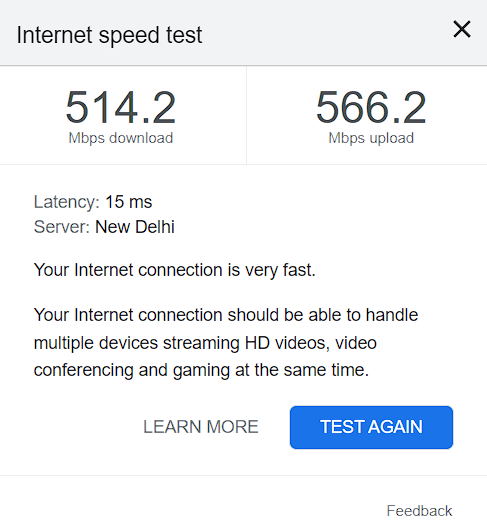 Internet speed test
514.2 566.2
Mbps download Mbps upload
Latency: 15 ms
Server: New Delhi
Your Internet connection is very fast.
Your Internet connection should be able to handle
multiple devices streaming HD videos, video
conferencing and gaming at the same time.
LEARN MORE TEST AGAIN
Feedback